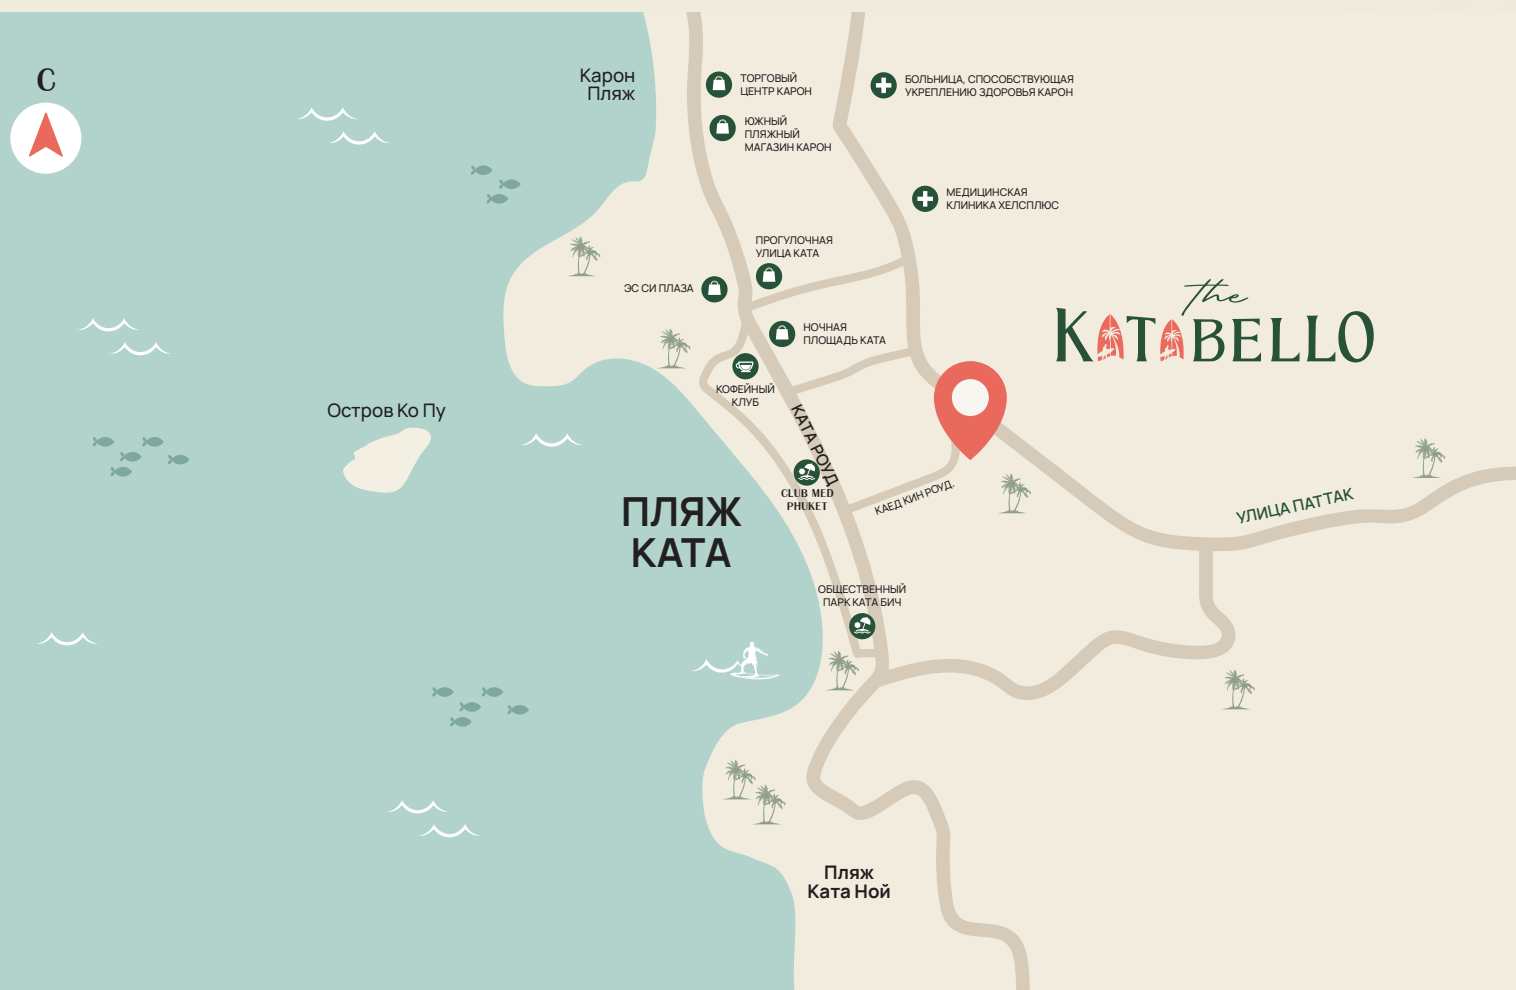 С
Карон
Пляж
ТОРГОВЫЙ
ЦЕНТР КАРОН
ЮЖНЫЙ
ПЛЯЖНЫЙ
МАГАЗИН КАРОН
БОЛЬНИЦА, СПОСОБСТВУЮЩАЯ
УКРЕПЛЕНИЮ ЗДОРОВЬЯ КАРОН
МЕДИЦИНСКАЯ
КЛИНИКА ХЕЛСПЛЮС
ПРОГУЛОЧНАЯ
УЛИЦА КАТА
ЭС СИ ПЛАЗА
the
KATABELLO
НОЧНАЯ
ПЛОЩАДЬ КАТА
КОФЕЙНЫЙ
КЛУБ
Остров Ко Пу
КАТА РОУД
CLUB MED
PHUKET
КАЕД КИН РОУД.
УЛИЦА ПАТТАК
ПЛЯЖ
КАТА
ОБЩЕСТВЕННЫЙ
ПАРК КАТА БИЧ
Пляж
Ката Ной